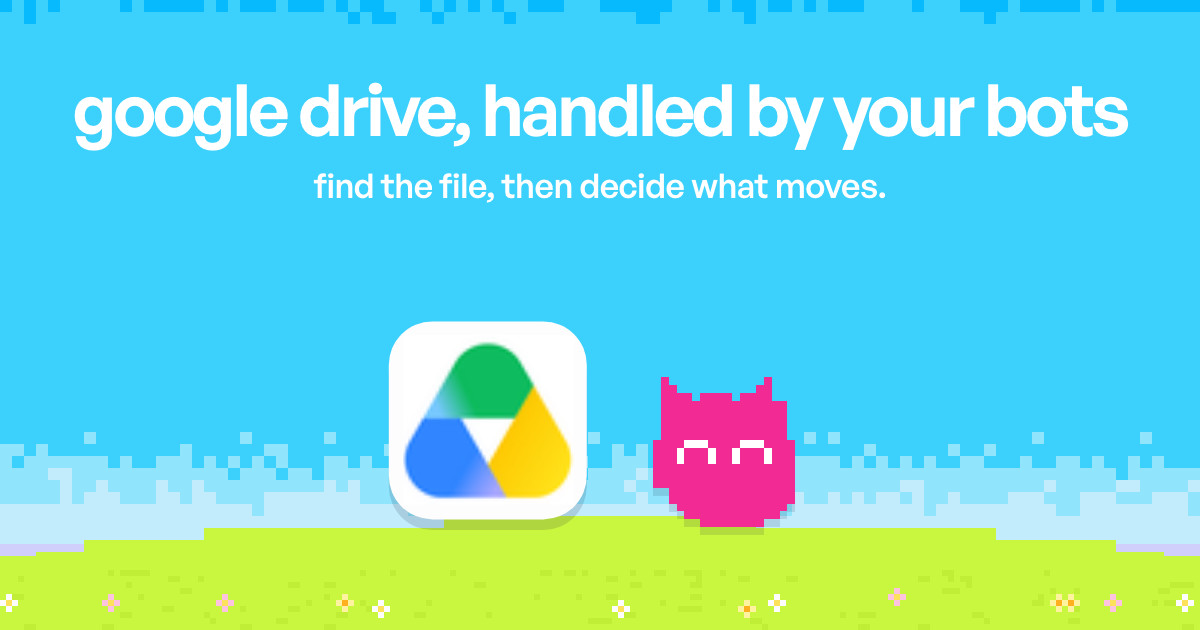 google drive, handled by your bots
find the file, then decide what moves.